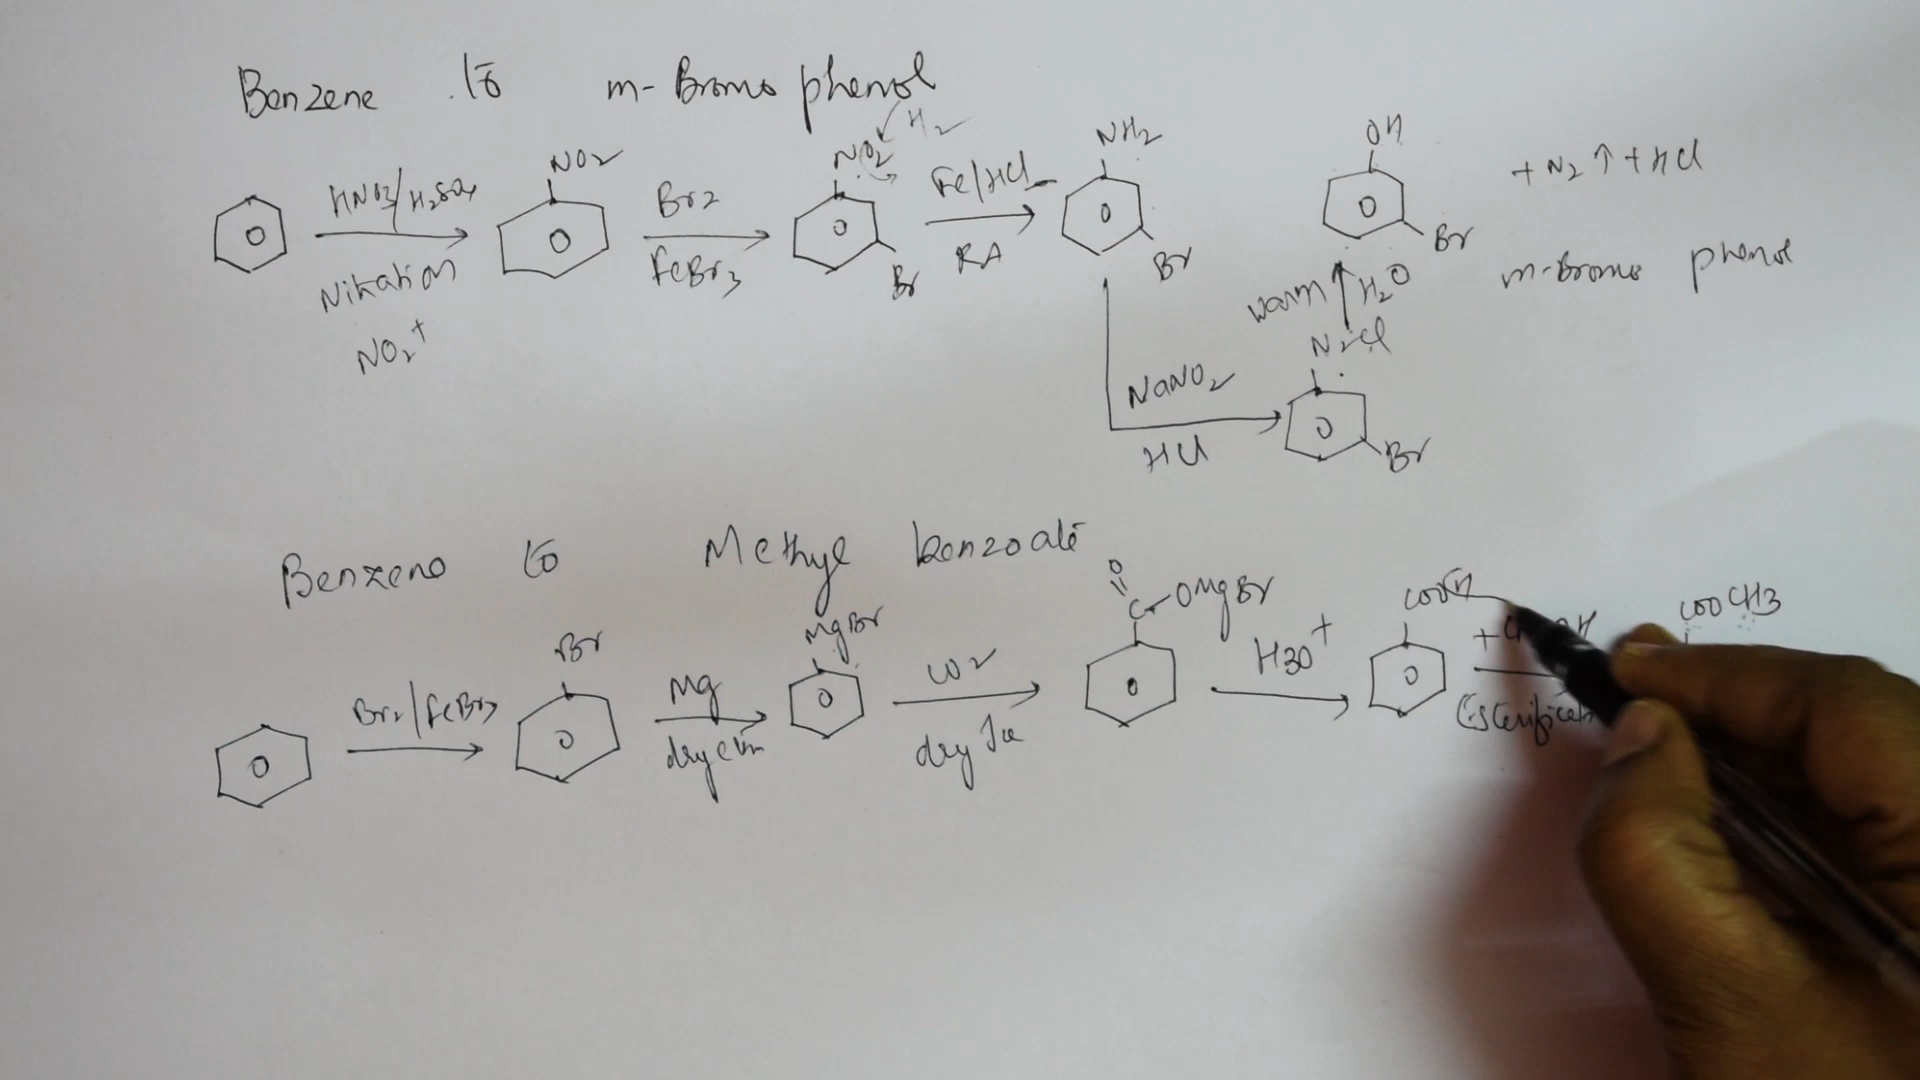 Benzene to m-Bromo phenol
H2
HNO3/H2SO4
Nitration
NO2+
NO2
Br2
FeBr3
NO2
Br
Fe/HCl
RA
NH2
Br
NaNO2
HCl
N2Cl
Br
warm H2O
OH
Br
+ N2 ↑ + HCl
m-Bromo phenol
Benzene to Methyl benzoate
Br2/FeBr3
Br
Mg
dry
MgBr
CO2
dry Ice
O
C-OMgBr
H3O+
COOH
+
COOCH3